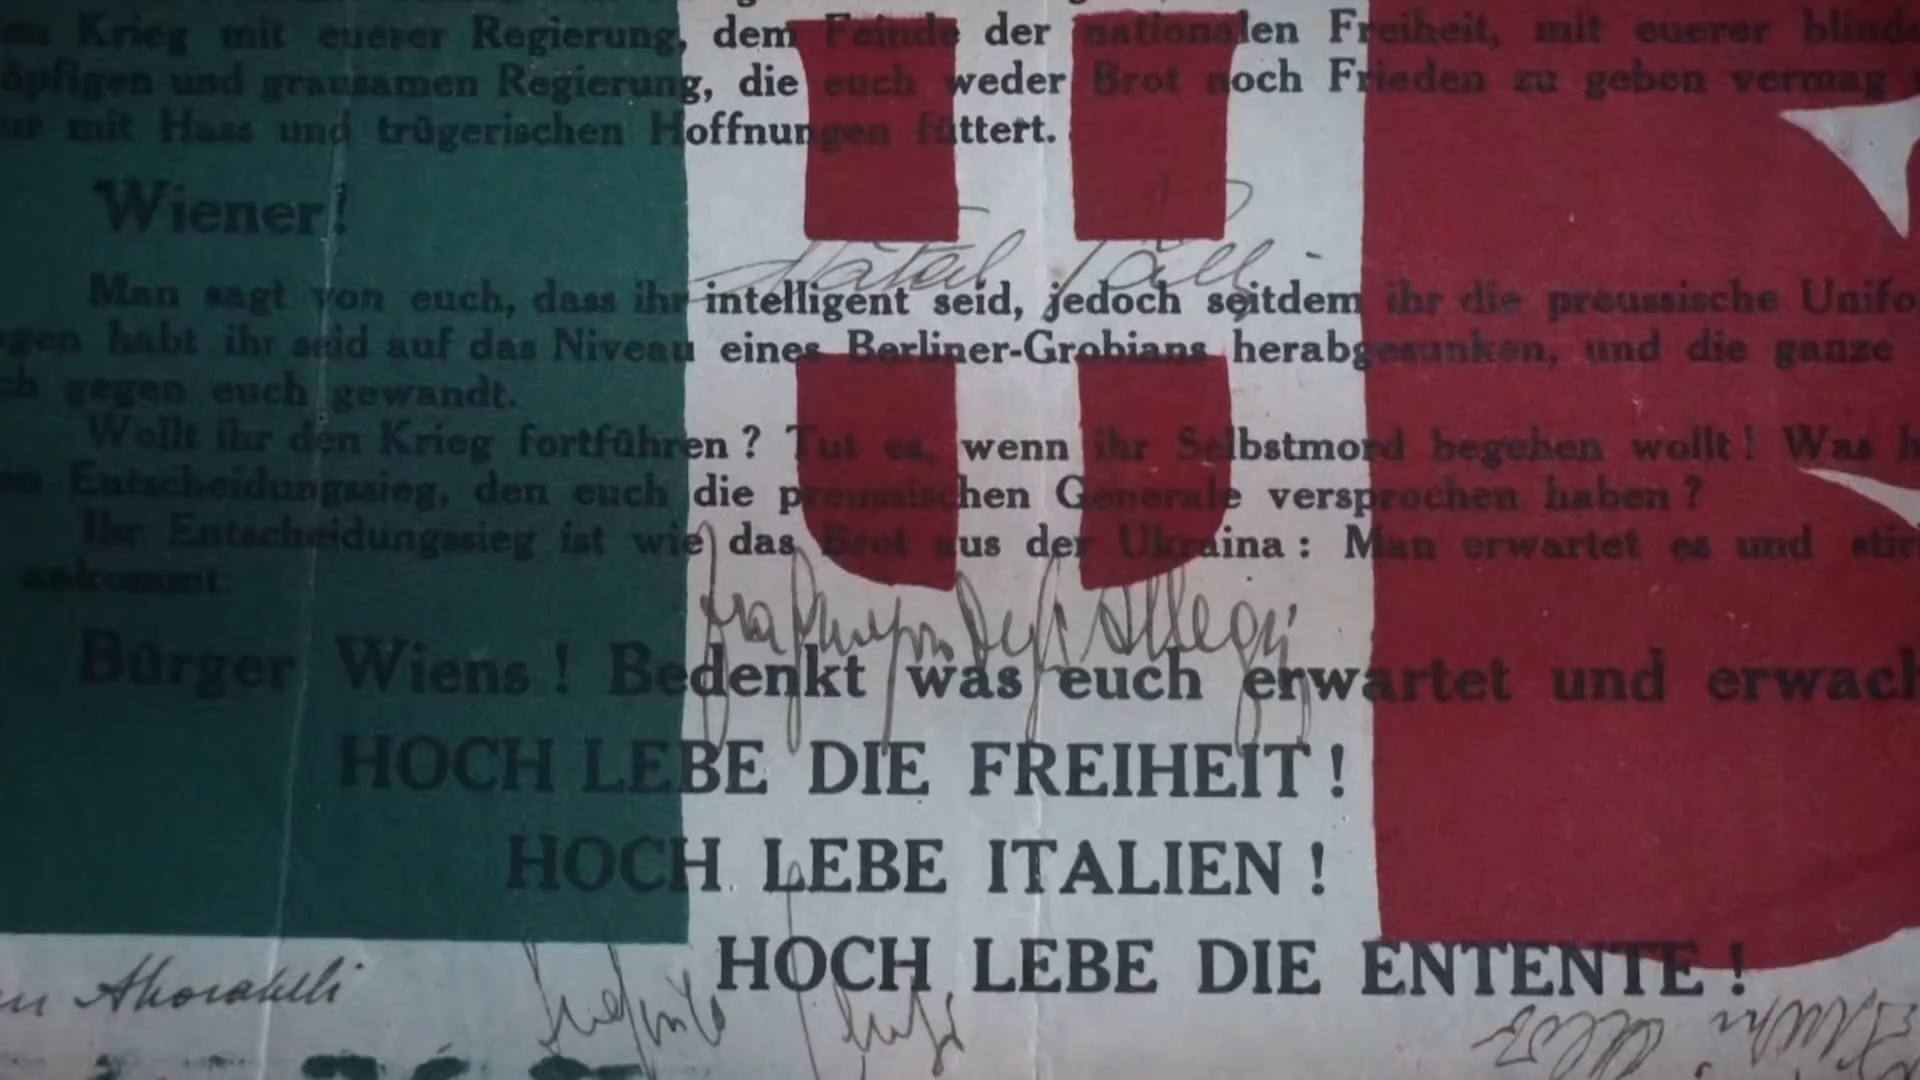 Krieg mit euerer Regierung, dem Feinde der nationalen Freiheit, mit euerer
und grausamen Regierung, die euch weder Brot noch Frieden zu geben vermag
mit Hass und trügerischen Hoffnungen füttert.
Wiener!
Man sagt von euch, dass ihr intelligent seid, jedoch seitdem ihr die preussische
habt ihr seid auf das Niveau eines Berliner-Grobians herabgesunken, und die ganze
gegen euch gewandt.
Wollt ihr den Krieg fortführen? Tut es, wenn ihr Selbstmord begehen wollt! Was
Entscheidungssieg, den euch die preussischen Generale versprochen haben?
Ihr Entscheidungssieg ist wie das Brot aus der Ukraina: Man erwartet es und
ankommt.
Bürger Wiens! Bedenkt was euch erwartet und
HOCH LEBE DIE FREIHEIT!
HOCH LEBE ITALIEN!
HOCH LEBE DIE ENTENTE!